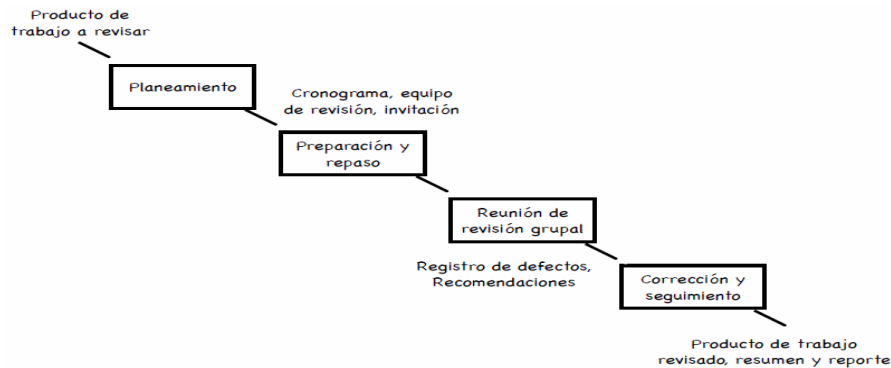 Producto de
trabajo a revisar
Planeamiento
Cronograma, equipo
de revisión, invitación
Preparación y
repaso
Reunión de
revisión grupal
Registro de defectos,
Recomendaciones
Corrección y
seguimiento
Producto de trabajo
revisado, resumen y reporte